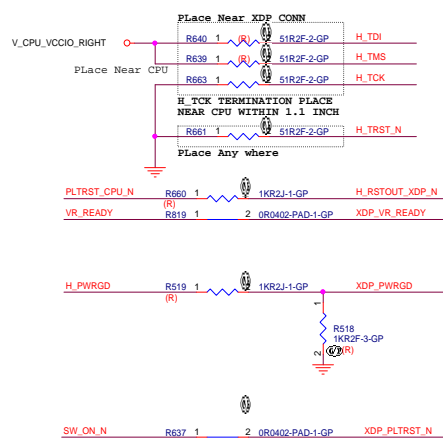 PLace Near XDP CONN
V_CPU_VCCIO_RIGHT R640 1 (R) 2 51R2F-2-GP H_TDI
R639 1 (R) 2 51R2F-2-GP H_TMS
PLace Near CPU
R663 1 2 51R2F-2-GP H_TCK
H_TCK TERMINATION PLACE
NEAR CPU WITHIN 1.1 INCH
R661 1 2 51R2F-2-GP H_TRST_N
PLace Any where
PLTRST_CPU_N R660 1 2 1KR2J-1-GP H_RSTOUT_XDP_N
(R)
VR_READY R819 1 2 0R0402-PAD-1-GP XDP_VR_READY
H_PWRGD R519 1 2 1KR2J-1-GP XDP_PWRGD
(R)
1
R518
1KR2F-3-GP
2 (R)
SW_ON_N R637 1 2 0R0402-PAD-1-GP XDP_PLTRST_N